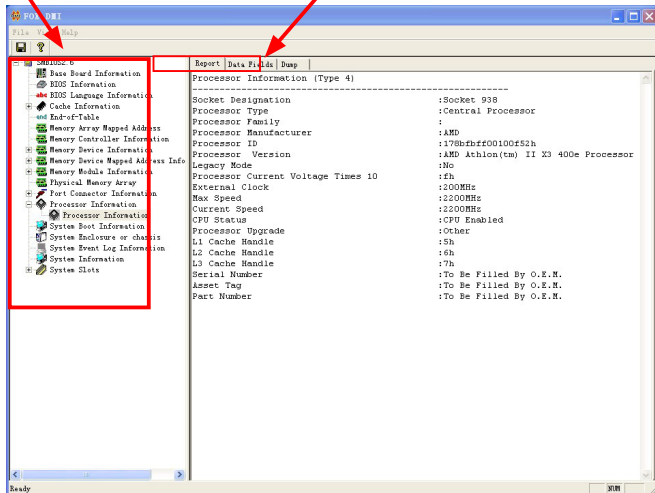 FOX DMI
File Vi Help
SMBIOS2.6
Base Board Information
BIOS Information
BIOS Language Information
Cache Information
End-of-Table
Memory Array Mapped Address
Memory Controller Information
Memory Device Information
Memory Device Mapped Address Info
Memory Module Information
Physical Memory Array
Port Connector Information
Processor Information
Processor Information
System Boot Information
System Enclosure or chassis
System Event Log Information
System Information
System Slots
Report Data Fields Dump
Processor Information (Type 4)
Socket Designation :Socket 938
Processor Type :Central Processor
Processor Family :
Processor Manufacturer :AMD
Processor ID :178bfbff00100f52h
Processor Version :AMD Athlon(tm) II X3 400e Processor
Legacy Mode :No
Processor Current Voltage Times 10 :fh
External Clock :200MHz
Max Speed :2200MHz
Current Speed :2200MHz
CPU Status :CPU Enabled
Processor Upgrade :Other
L1 Cache Handle :5h
L2 Cache Handle :6h
L3 Cache Handle :7h
Serial Number :To Be Filled By O.E.M.
Asset Tag :To Be Filled By O.E.M.
Part Number :To Be Filled By O.E.M.
Ready NUM